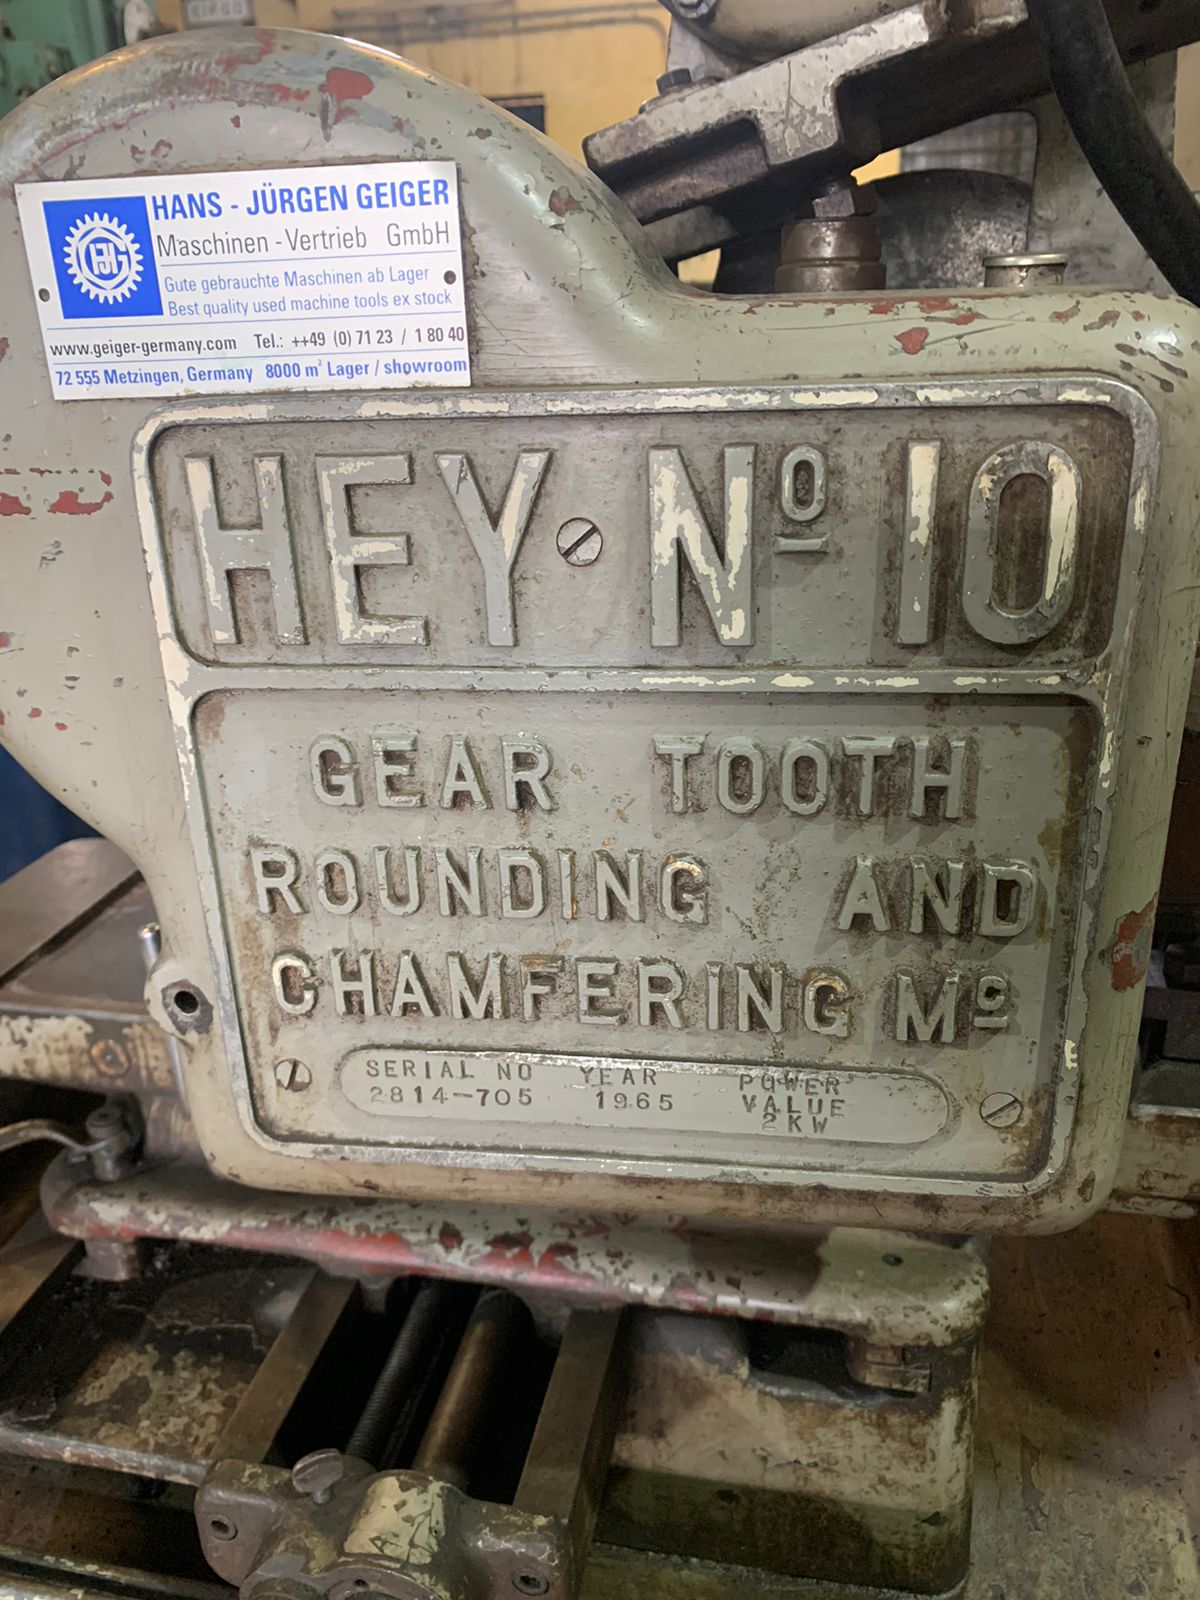 HANS - JÜRGEN GEIGER
Maschinen - Vertrieb GmbH
Gute gebrauchte Maschinen ab Lager
Best quality used machine tools ex stock
www.geiger-germany.com Tel.: ++49 (0) 71 23 / 1 80 40
72 555 Metzingen, Germany 8000 m² Lager / showroom
HEY Nº 10
GEAR TOOTH
ROUNDING AND
CHAMFERING Mc
SERIAL NO YEAR POWER
2814-705 1965 VALUE
2KW